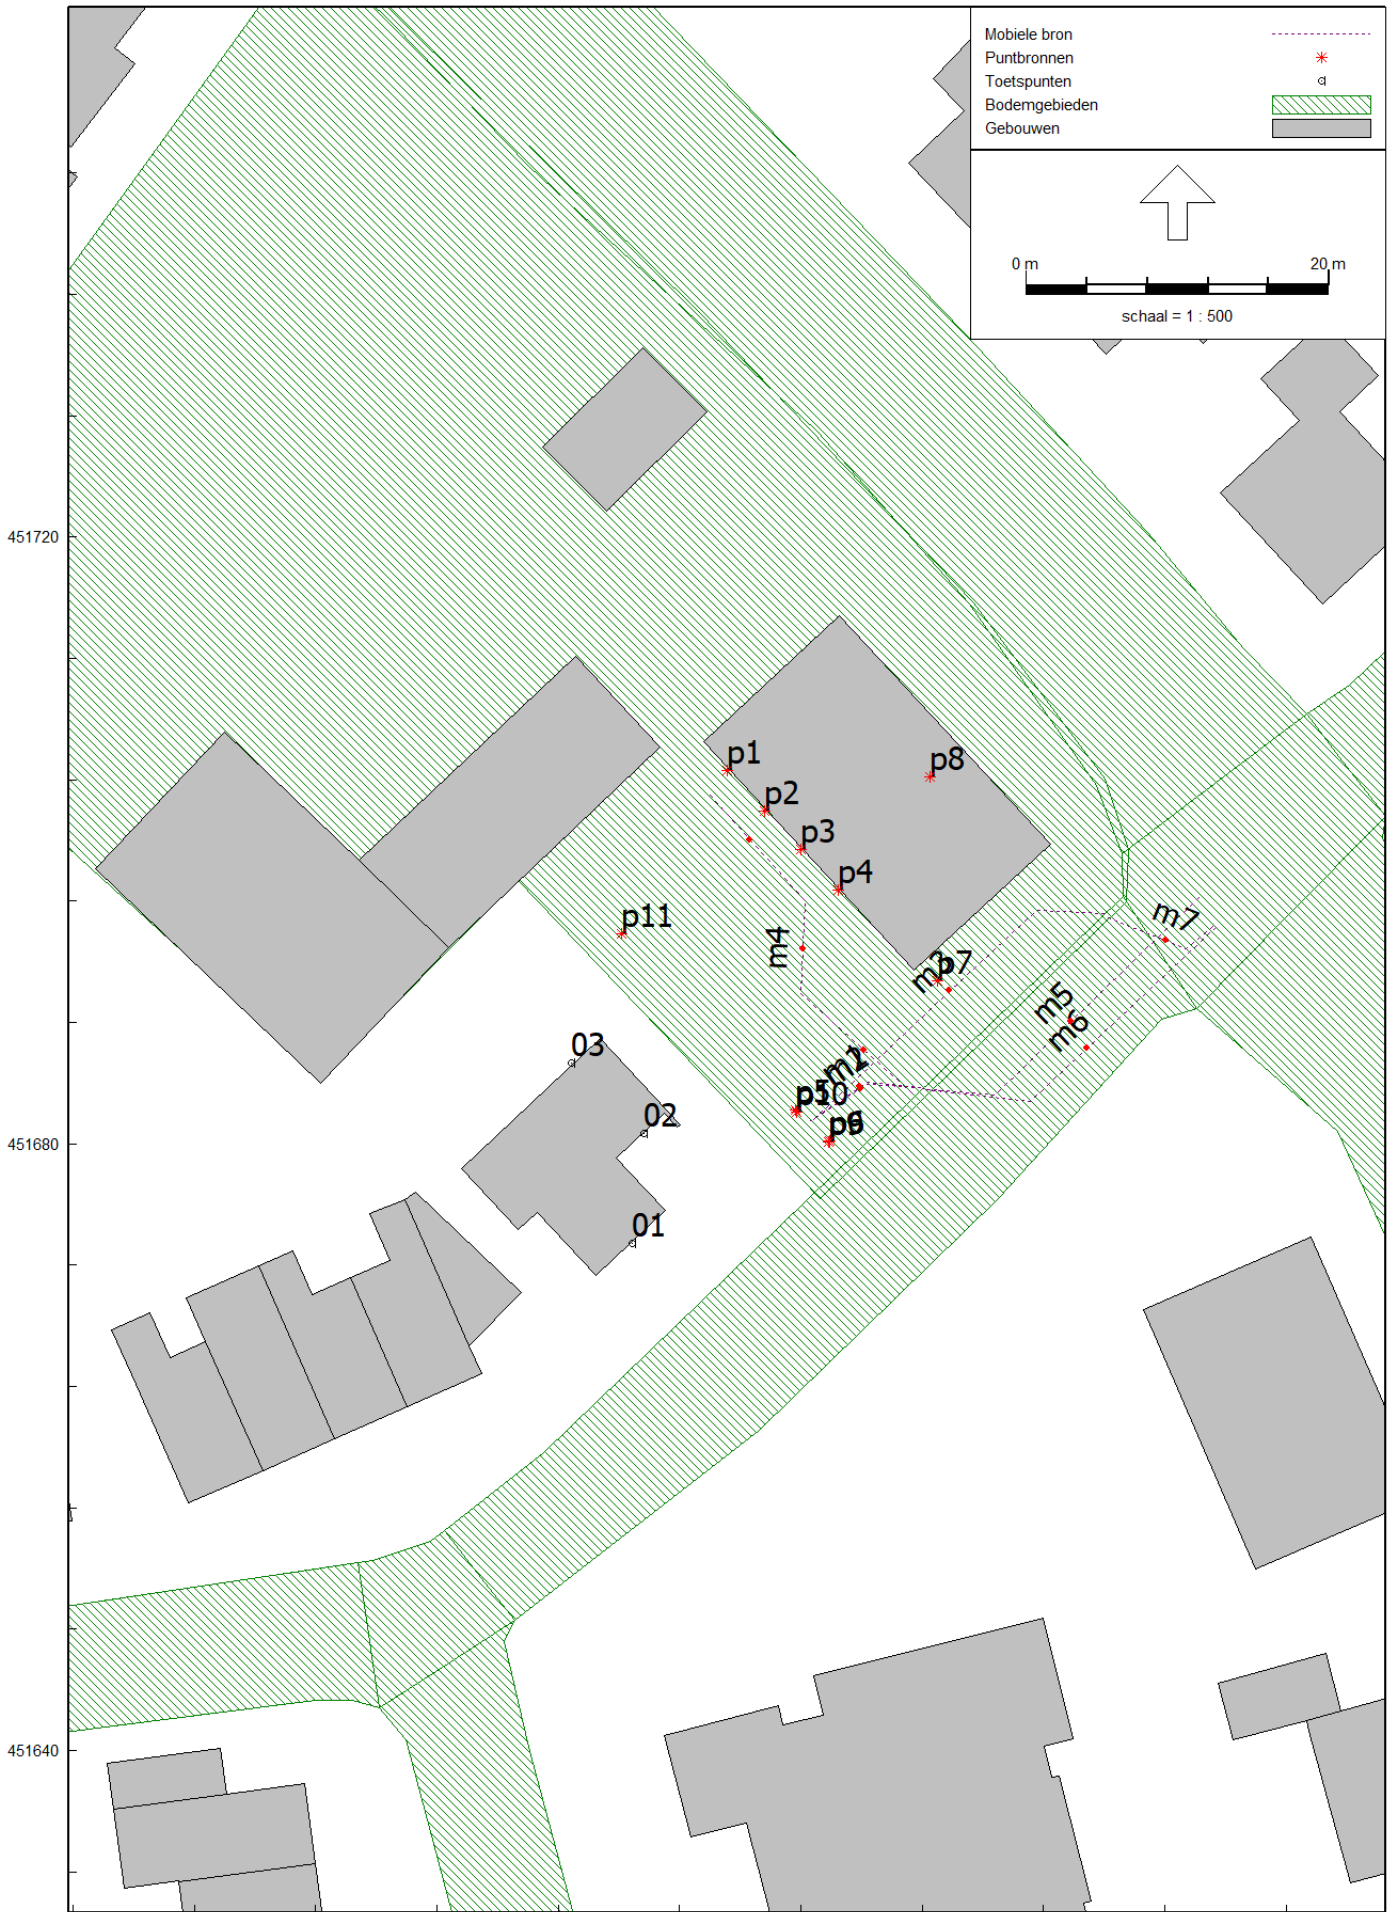 Mobiele bron
Puntbronnen
Toetspunten
Bodemgebieden
Gebouwen
0 m 20 m
schaal = 1 : 500
451720
p1
p8
p2
p3
p4
p11
m7
m4
p7
m5
m6
03
02
451680
01
451640